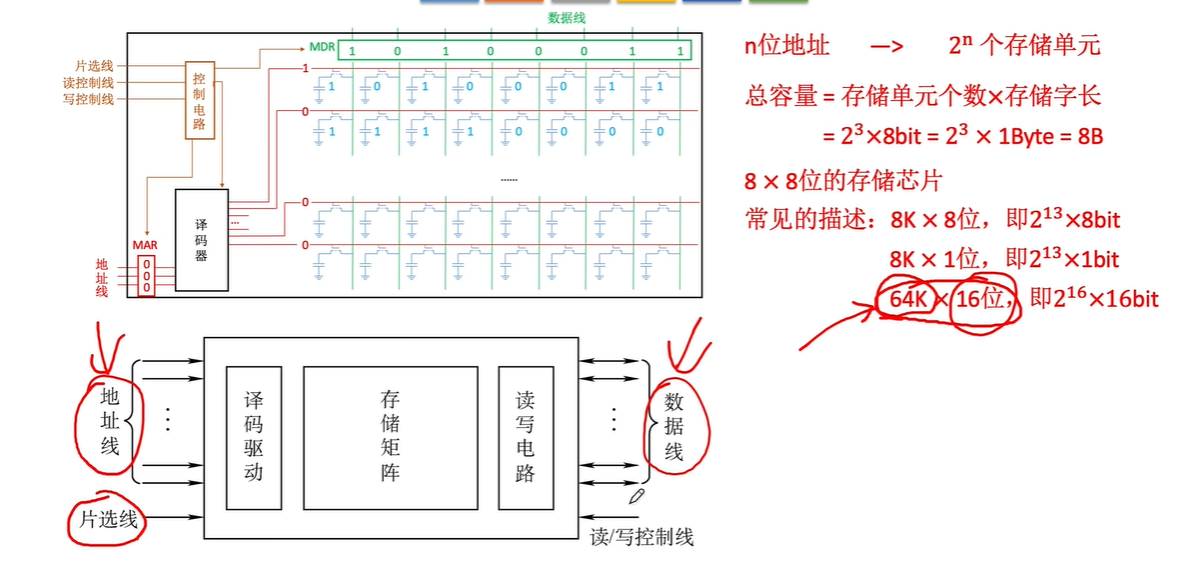 数据线
MDR 1 0 1 0 0 0 1 1
片选线
读控制线
写控制线
控制电路
1
1 0 1 0 0 0 1 1
0
1 1 1 1 0 0 0 0
......
0
0
译码器
...
MAR
地址线
0
0
0
n位地址 —> 2ⁿ 个存储单元
总容量 = 存储单元个数×存储字长
= 2³×8bit = 2³ × 1Byte = 8B
8 × 8位的存储芯片
常见的描述：8K × 8位，即2¹³×8bit
8K × 1位，即2¹³×1bit
64K × 16位，即2¹⁶×16bit
地址线
片选线
译码驱动
存储矩阵
读写电路
数据线
读/写控制线